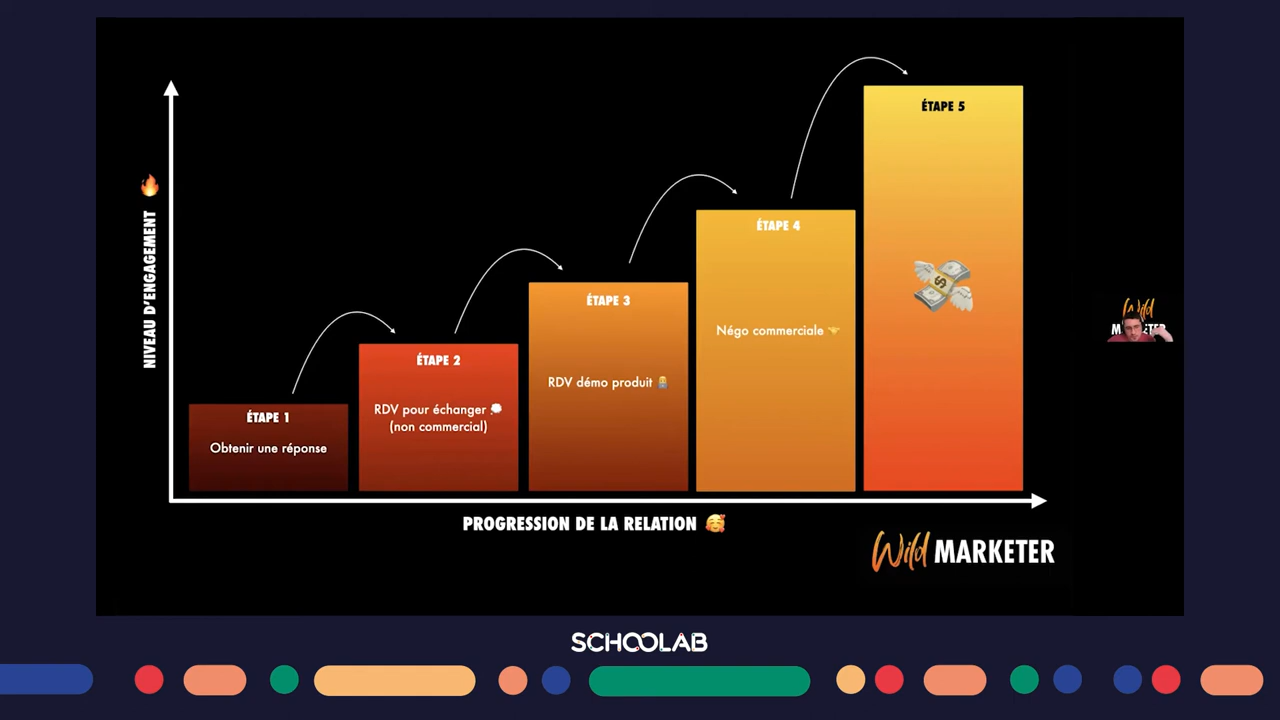 NIVEAU D'ENGAGEMENT 🔥
ÉTAPE 1
Obtenir une réponse
ÉTAPE 2
RDV pour échanger 💭
(non commercial)
ÉTAPE 3
RDV démo produit
ÉTAPE 4
Négo commerciale 🤝
ÉTAPE 5
PROGRESSION DE LA RELATION 🥰
Wild MARKETER
Wild
SCHOOLAB